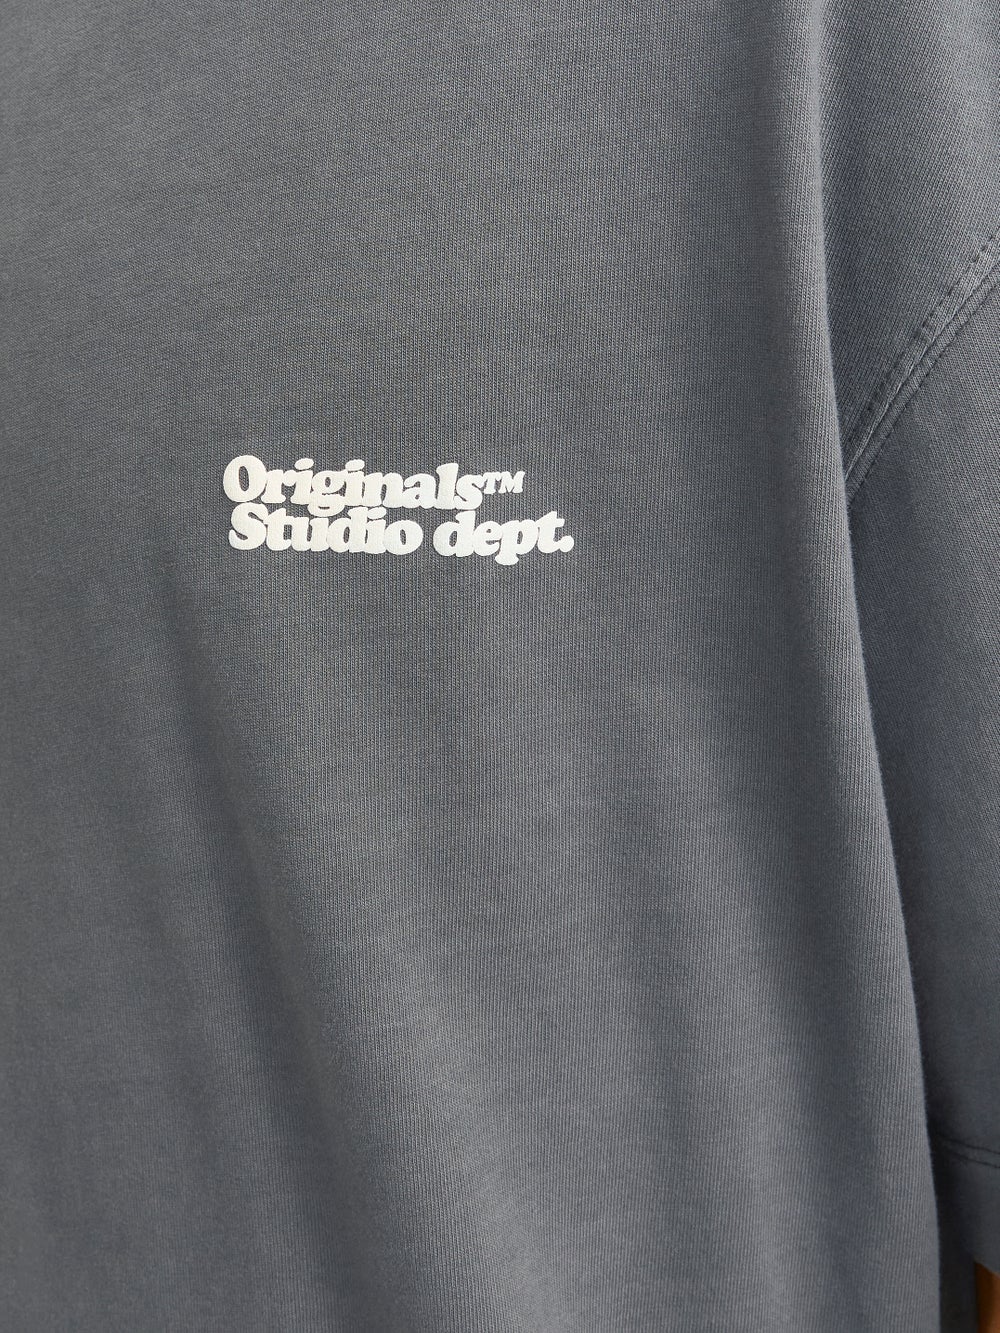 Originals™
Studio dept.